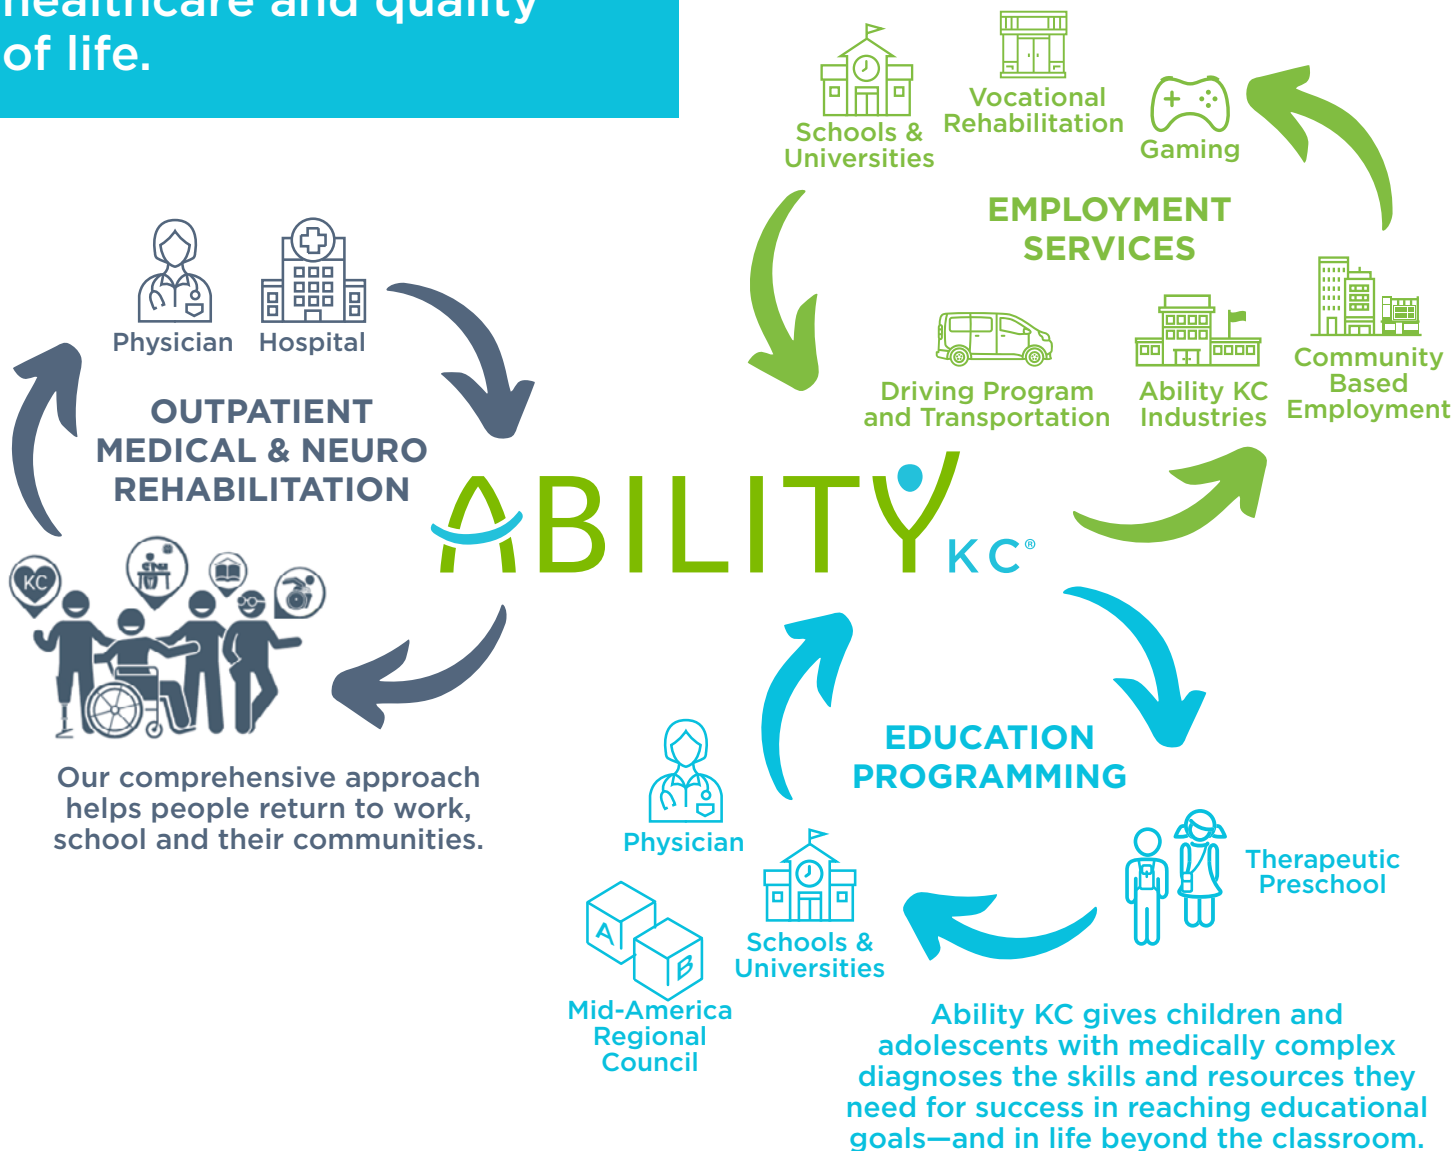 healthcare and quality
of life.
Schools &
Universities
Vocational
Rehabilitation
Gaming
EMPLOYMENT
SERVICES
Driving Program
and Transportation
Ability KC
Industries
Community
Based
Employment
Physician
Hospital
OUTPATIENT
MEDICAL & NEURO
REHABILITATION
ABILITY KC®
KC
Our comprehensive approach
helps people return to work,
school and their communities.
EDUCATION
PROGRAMMING
Physician
Schools &
Universities
A
B
Mid-America
Regional
Council
Therapeutic
Preschool
Ability KC gives children and
adolescents with medically complex
diagnoses the skills and resources they
need for success in reaching educational
goals—and in life beyond the classroom.